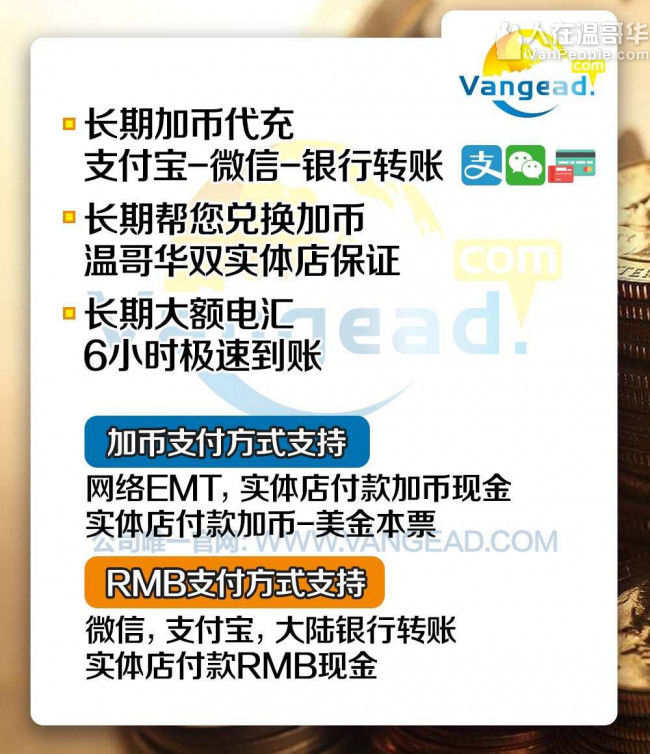 人在温哥华
VanPeople.com
Vangead.
com
长期加币代充
支付宝-微信-银行转账
支
长期帮您兑换加币
温哥华双实体店保证
com
长期大额电汇
Vangead.
6小时极速到账
加币支付方式支持
网络EMT, 实体店付款加币现金
实体店付款加币-美金本票
公司唯一官网: WWW.VANGEAD.COM
RMB支付方式支持
微信, 支付宝, 大陆银行转账
实体店付款RMB现金